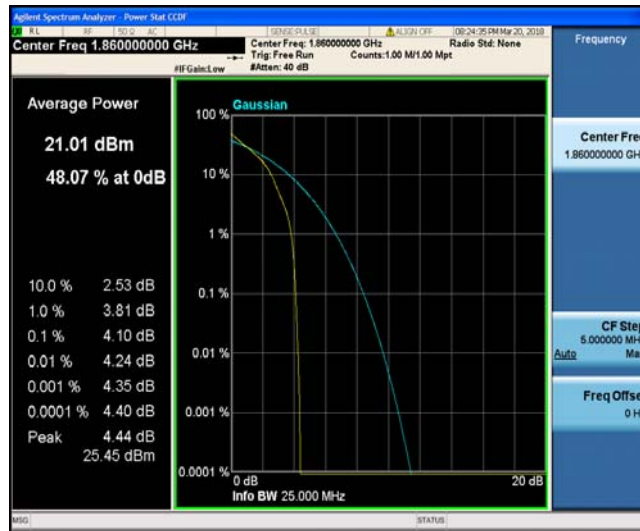 Agilent Spectrum Analyzer - Power Stat CCDF
RL RF 50 Ω AC SENSE:PULSE ALIGN OFF 08:24:35 PM Mar 20, 2018
Center Freq 1.860000000 GHz
Center Freq: 1.860000000 GHz Radio Std: None
Trig: Free Run Counts:1.00 M/1.00 Mpt
#IFGain:Low #Atten: 40 dB
Frequency
Average Power
21.01 dBm
48.07 % at 0dB
10.0 % 2.53 dB
1.0 % 3.81 dB
0.1 % 4.10 dB
0.01 % 4.24 dB
0.001 % 4.35 dB
0.0001 % 4.40 dB
Peak 4.44 dB
25.45 dBm
Gaussian
100 %
10 %
1 %
0.1 %
0.01 %
0.001 %
0.0001 %
0 dB 20 dB
Info BW 25.000 MHz
Center Fre
1.860000000 GH
CF Step
5.000000 MH
Auto Ma
Freq Offse
0 H
MSG STATUS